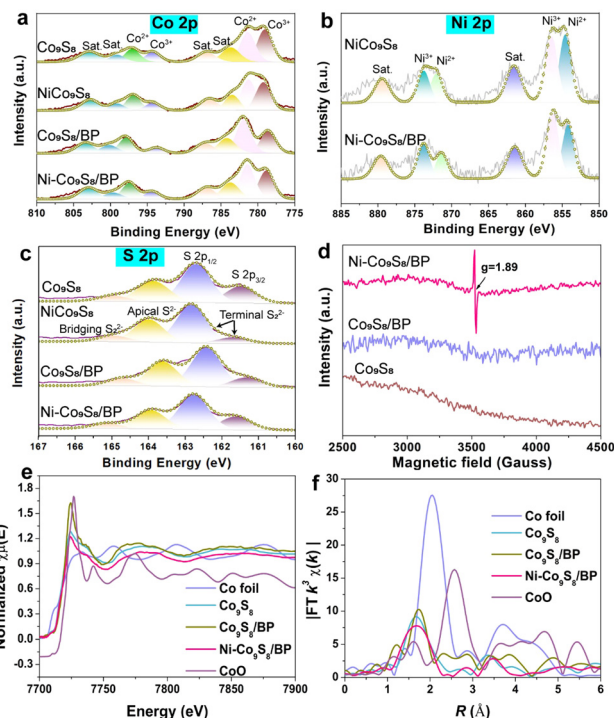 a
Co 2p
Co²⁺
Co³⁺
Co₉S₈
Sat.
Sat.
Co²⁺
Co³⁺
Sat.
Sat.
NiCo₉S₈
Co₉S₈/BP
Ni-Co₉S₈/BP
Intensity (a.u.)
810 805 800 795 790 785 780 775
Binding Energy (eV)
b
Ni 2p
Ni³⁺
Ni²⁺
NiCo₉S₈
Sat.
Ni³⁺
Ni²⁺
Sat.
Ni-Co₉S₈/BP
Intensity (a.u.)
885 880 875 870 865 860 855 850
Binding Energy (eV)
c
S 2p
S 2p₁/₂
S 2p₃/₂
Co₉S₈
NiCo₉S₈
Apical S²⁻
Bridging S₂²⁻
Terminal S₂²⁻
Co₉S₈/BP
Ni-Co₉S₈/BP
Intensity (a.u.)
167 166 165 164 163 162 161 160
Binding Energy (eV)
d
Ni-Co₉S₈/BP
g=1.89
Co₉S₈/BP
Co₉S₈
Intensity (a.u.)
2500 3000 3500 4000 4500
Magnetic field (Gauss)
e
1.8
1.5
1.2
0.9
0.6
0.3
0.0
-0.3
Normalized χμ(E)
Co foil
Co₉S₈
Co₉S₈/BP
Ni-Co₉S₈/BP
CoO
7700 7750 7800 7850 7900
Energy (eV)
f
30
25
20
15
10
5
0
|FT k³ χ(k) |
Co foil
Co₉S₈
Co₉S₈/BP
Ni-Co₉S₈/BP
CoO
0 1 2 3 4 5 6
R (Å)